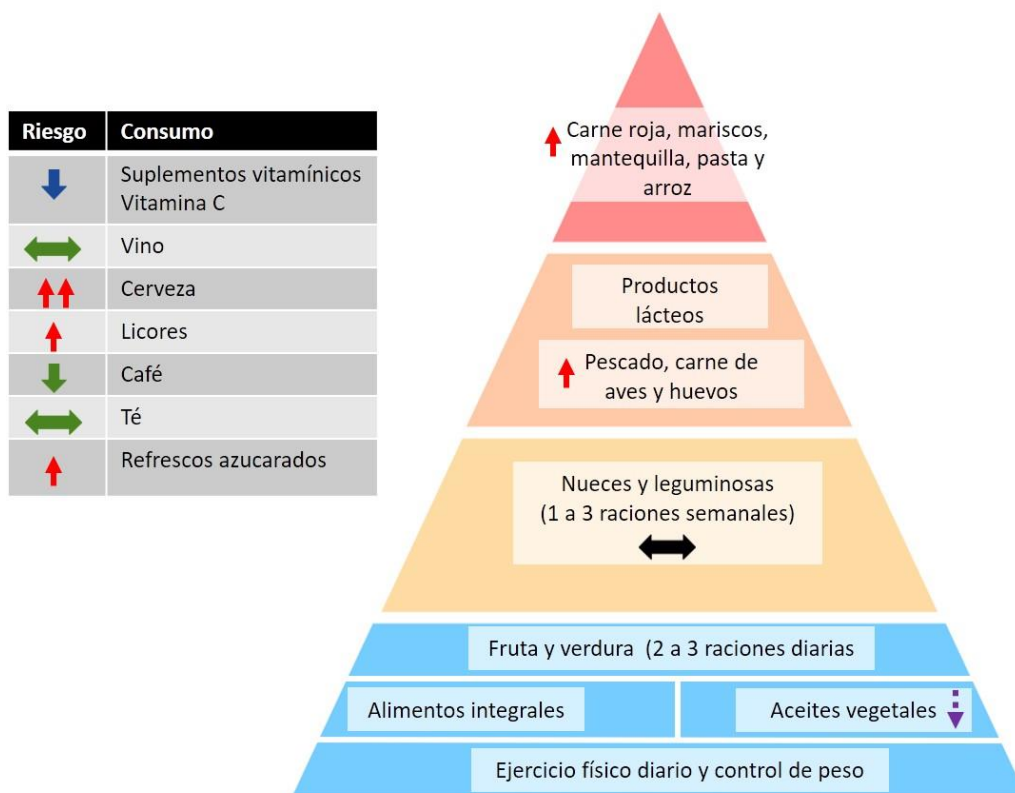 Riesgo Consumo
Suplementos vitamínicos
Vitamina C
Vino
Cerveza
Licores
Café
Té
Refrescos azucarados
Carne roja, mariscos,
mantequilla, pasta y
arroz
Productos
lácteos
Pescado, carne de
aves y huevos
Nueces y leguminosas
(1 a 3 raciones semanales)
Fruta y verdura (2 a 3 raciones diarias
Alimentos integrales
Aceites vegetales
Ejercicio físico diario y control de peso